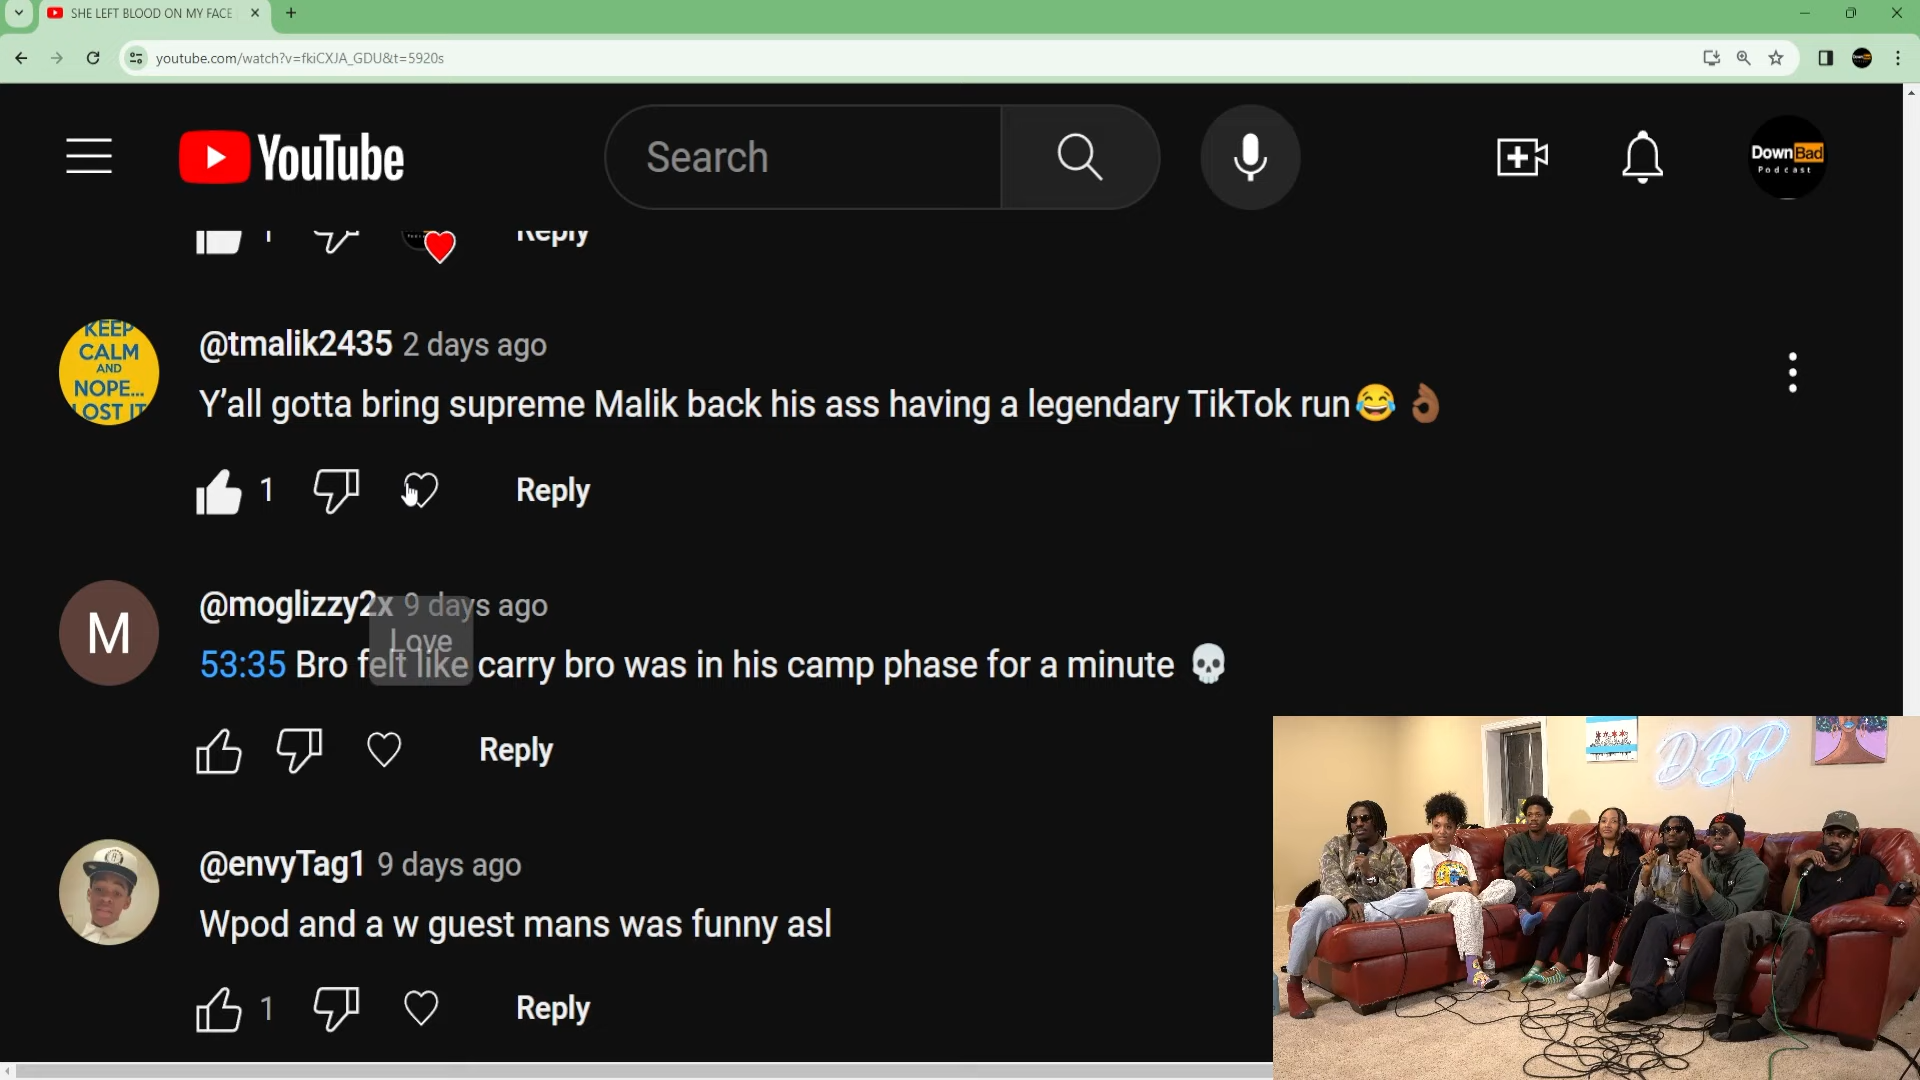 SHE LEFT BLOOD ON MY FACE
youtube.com/watch?v=fkiCXJA_GDU&t=5920s
YouTube
Search
DownBad
Podcast
1 Reply
KEEP
CALM
AND
NOPE...
LOST IT
@tmalik2435 2 days ago
Y’all gotta bring supreme Malik back his ass having a legendary TikTok run😂👌🏾
1 Reply
M
@moglizzy2x 9 days ago
Love
53:35 Bro felt like carry bro was in his camp phase for a minute 💀
Reply
@envyTag1 9 days ago
Wpod and a w guest mans was funny asl
1 Reply
DBP